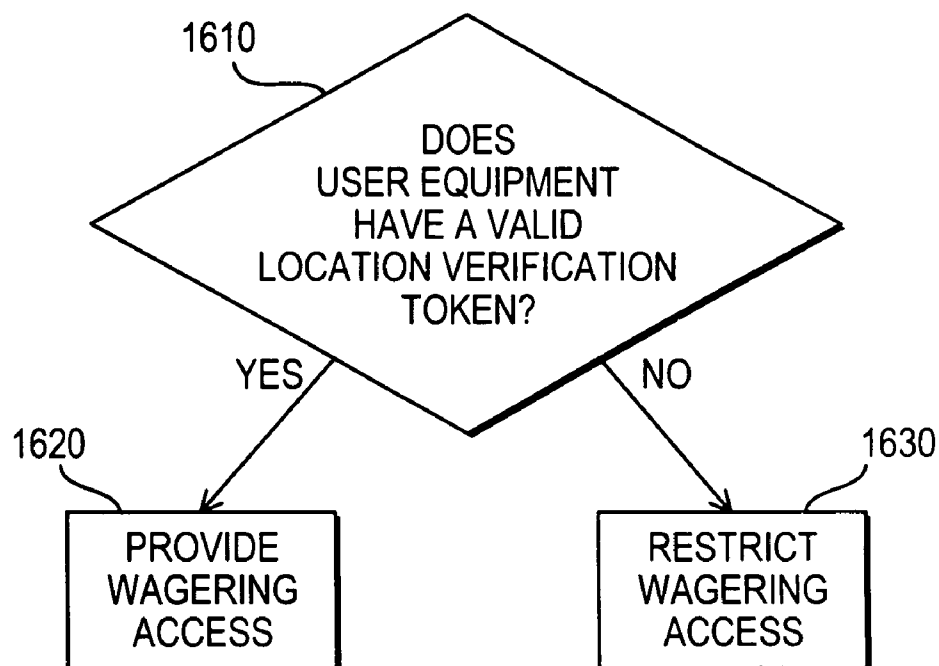 1610
DOES
USER EQUIPMENT
HAVE A VALID
LOCATION VERIFICATION
TOKEN?
YES
NO
1620
1630
PROVIDE
WAGERING
ACCESS
RESTRICT
WAGERING
ACCESS